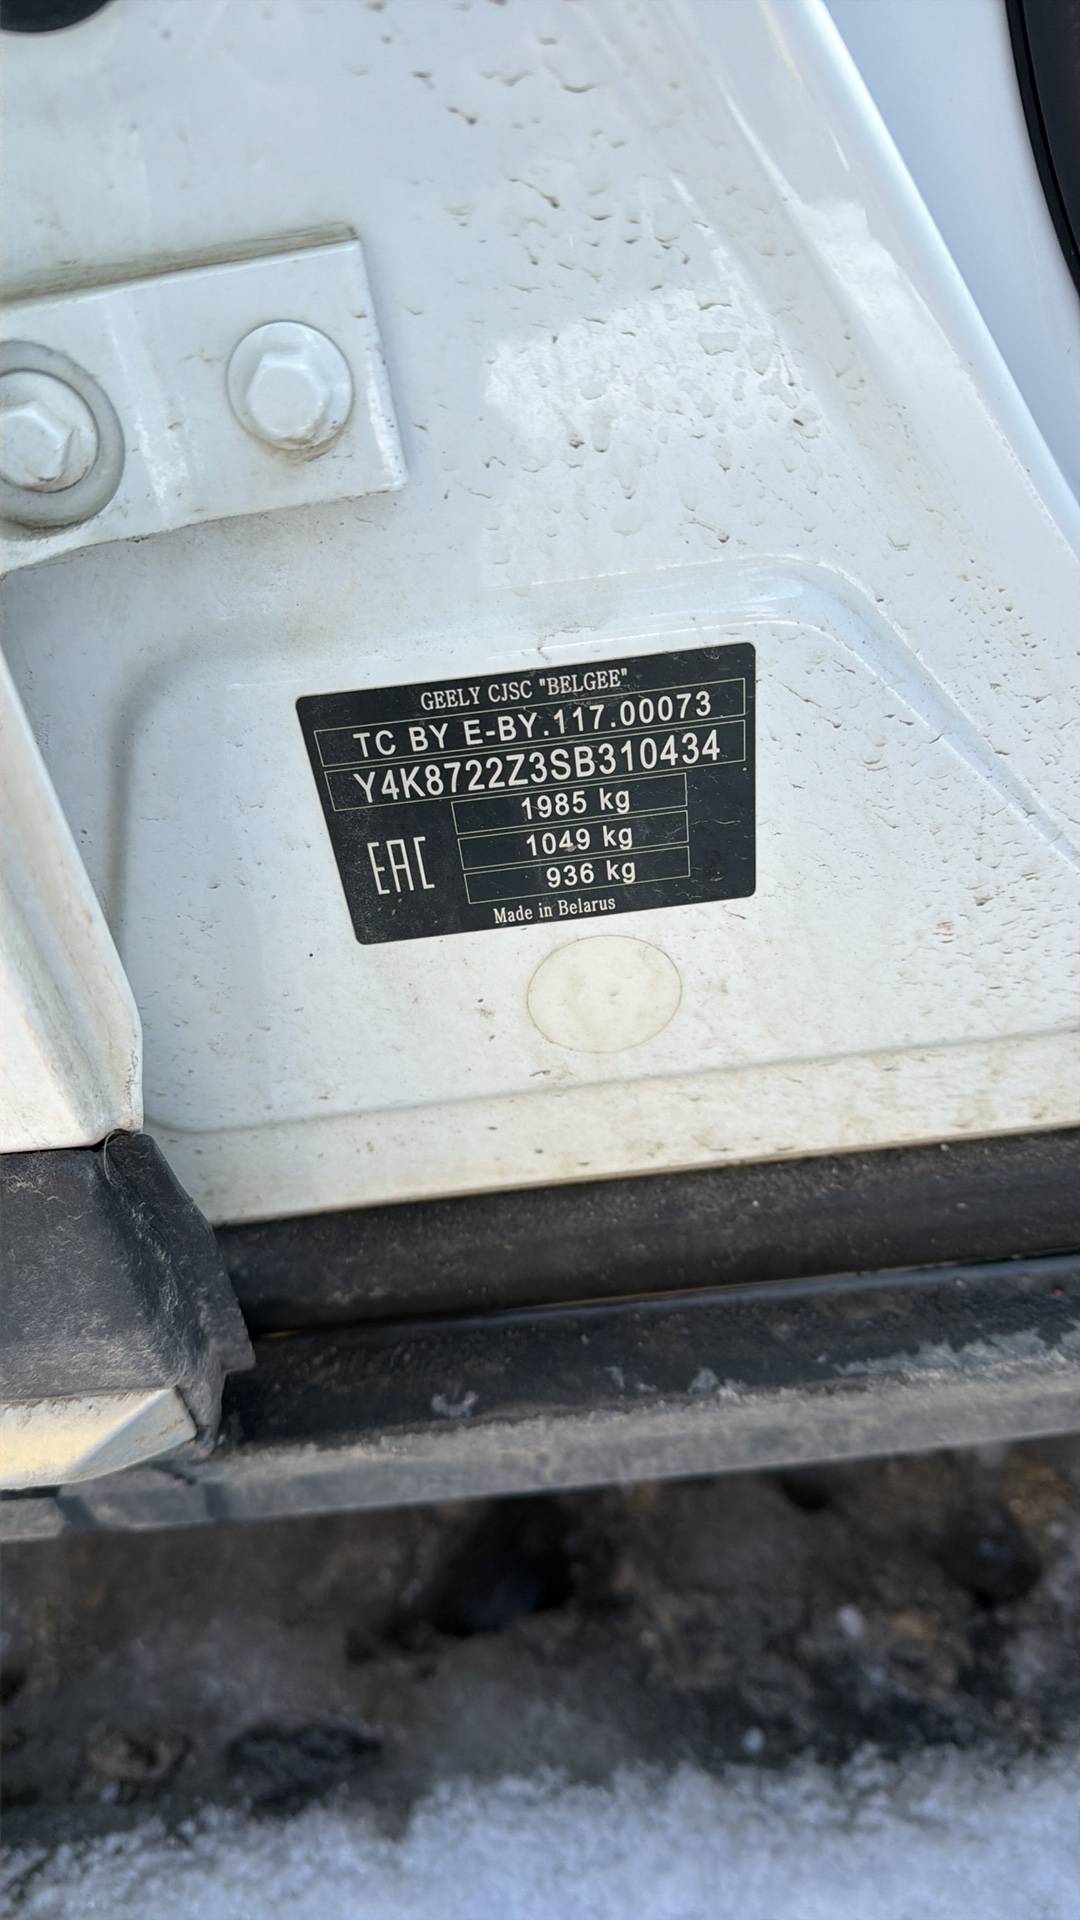 GEELY CJSC "BELGEE"
TC BY E-BY.117.00073
Y4K8722Z3SB310434
1985 kg
1049 kg
936 kg
EAC
Made in Belarus